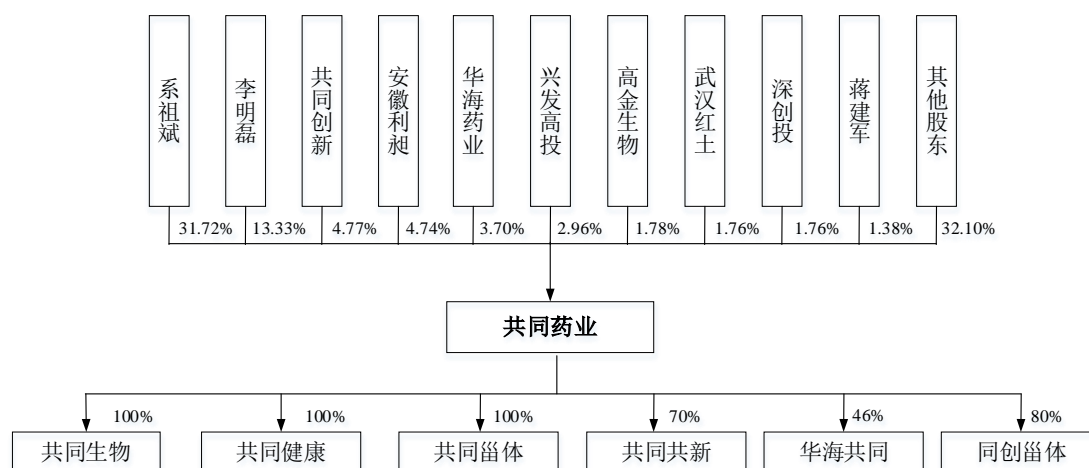 系祖斌
李明磊
共同创新
安徽利昶
华海药业
兴发高投
高金生物
武汉红土
深创投
蒋建军
其他股东
31.72%
13.33%
4.77%
4.74%
3.70%
2.96%
1.78%
1.76%
1.76%
1.38%
32.10%
共同药业
100%
100%
100%
70%
46%
80%
共同生物
共同健康
共同甾体
共同共新
华海共同
同创甾体